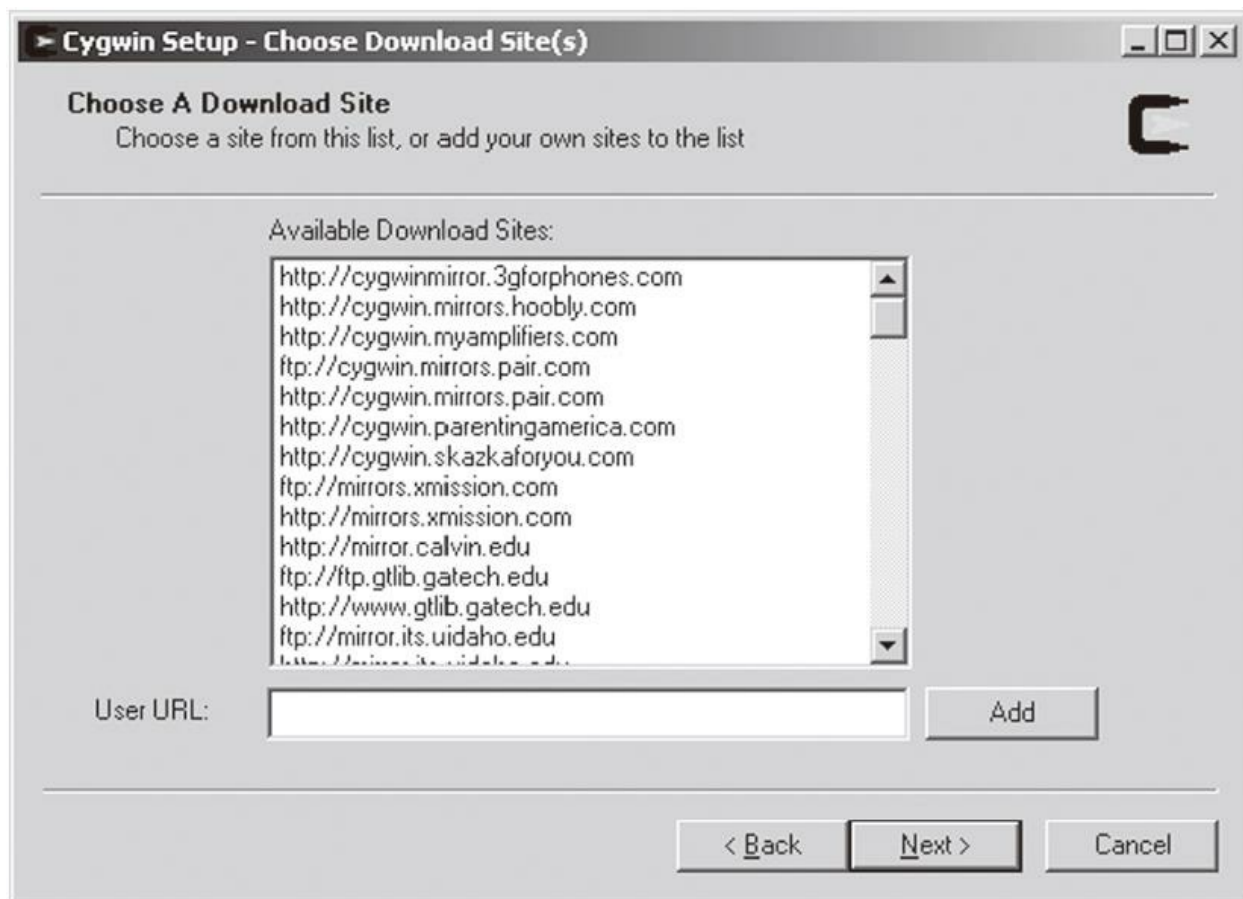 Cygwin Setup - Choose Download Site(s)
Choose A Download Site
Choose a site from this list, or add your own sites to the list
Available Download Sites:
http://cygwinmirror.3gforphones.com
http://cygwin.mirrors.hoobly.com
http://cygwin.myamplifiers.com
ftp://cygwin.mirrors.pair.com
http://cygwin.mirrors.pair.com
http://cygwin.parentingamerica.com
http://cygwin.skazkaforyou.com
ftp://mirrors.xmission.com
http://mirrors.xmission.com
http://mirror.calvin.edu
ftp://ftp.gtlib.gatech.edu
http://www.gtlib.gatech.edu
ftp://mirror.its.uidaho.edu
User URL:
Add
< Back
Next >
Cancel